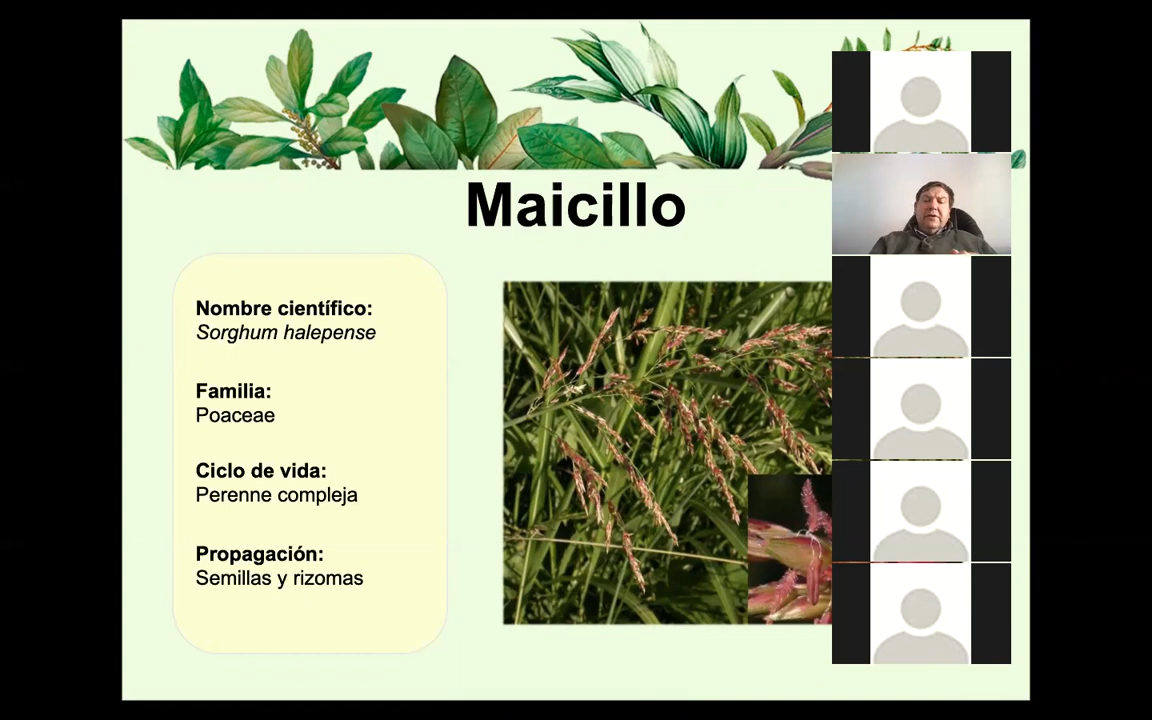 Maicillo
Nombre científico:
Sorghum halepense
Familia:
Poaceae
Ciclo de vida:
Perenne compleja
Propagación:
Semillas y rizomas